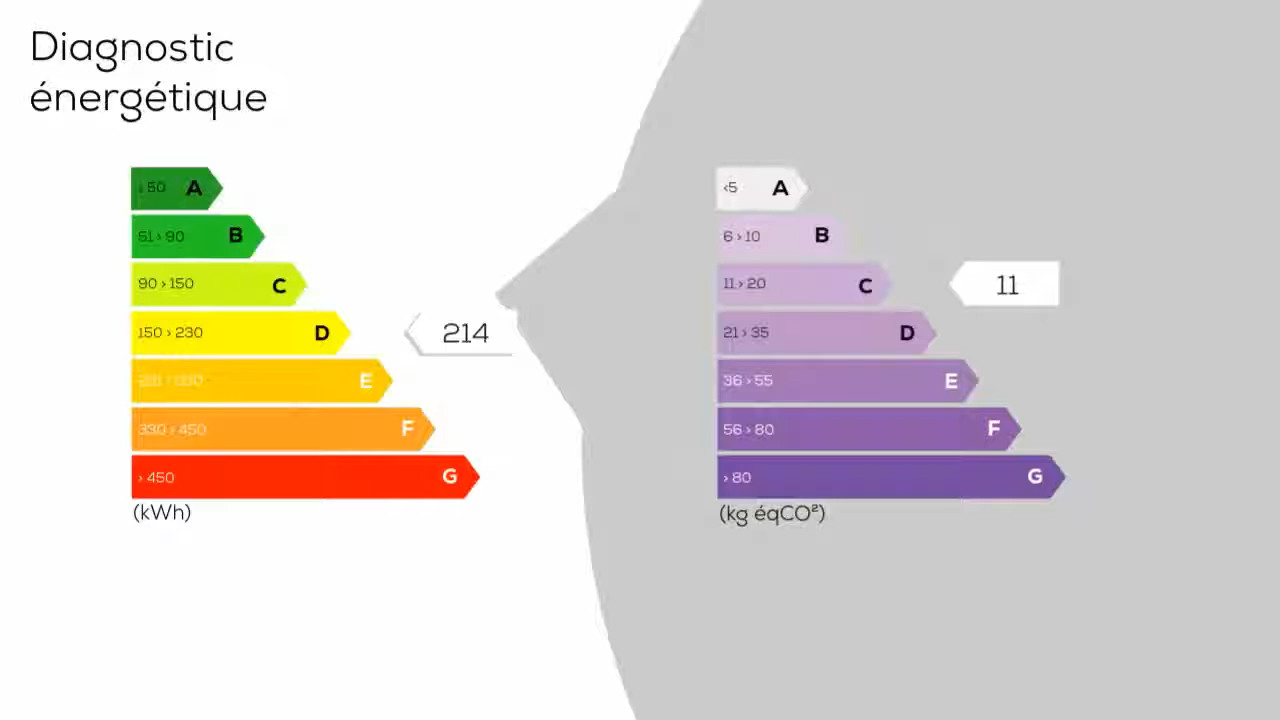 Diagnostic
énergétique
50 A
51 > 90 B
90 > 150 C
150 > 230 D
E
330 > 450 F
> 450 G
(kWh)
214
<5 A
6 > 10 B
11 > 20 C
21 > 35 D
36 > 55 E
56 > 80 F
> 80 G
(kg éqCO²)
11